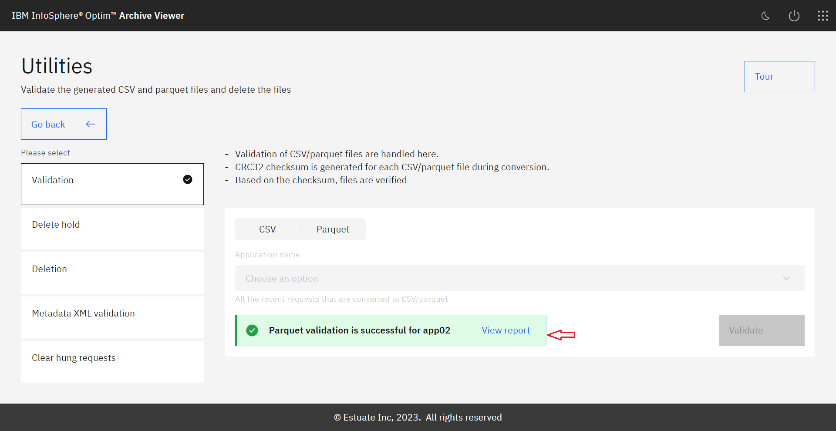 IBM InfoSphere® Optim™ Archive Viewer
Utilities
Validate the generated CSV and parquet files and delete the files
Tour
Go back
Please select
Validation
Delete hold
Deletion
Metadata XML validation
Clear hung requests
- Validation of CSV/parquet files are handled here.
- CRC32 checksum is generated for each CSV/parquet file during conversion.
- Based on the checksum, files are verified
CSV Parquet
Application name
Choose an option
All the recent requests that are converted to CSV/parquet
Parquet validation is successful for app02 View report
Validate
© Estuate Inc, 2023. All rights reserved